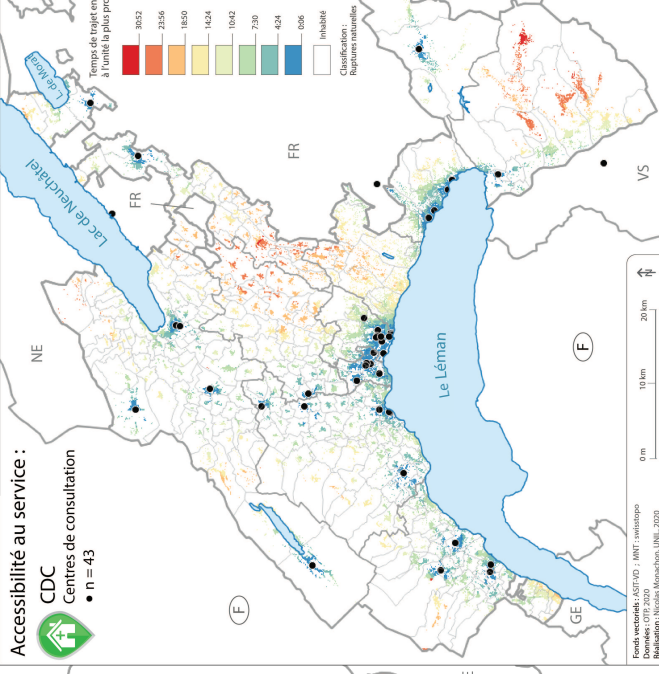 Accessibilité au service :
CDC
Centres de consultation
• n = 43
Temps de trajet en
à l'unité la plus
30:52
23:56
18:50
14:24
10:42
7:30
4:24
0:06
Inhabité
Classification :
Ruptures naturelles
NE
Lac de Neuchâtel
L. de Morat
FR
FR
F
Le Léman
F
GE
VS
0 m
10 km
20 km
N
Fonds vectoriels : ASIT-VD ; MNT : swisstopo
Données : OTP, 2020
Réalisation : Nicolas Monachon, UNIL, 2020